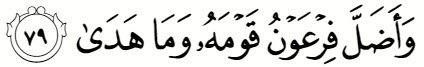 وَأَضَلَّ فِرۡعَوۡنُ قَوۡمَهُۥ وَمَا هَدَىٰ ٧٩